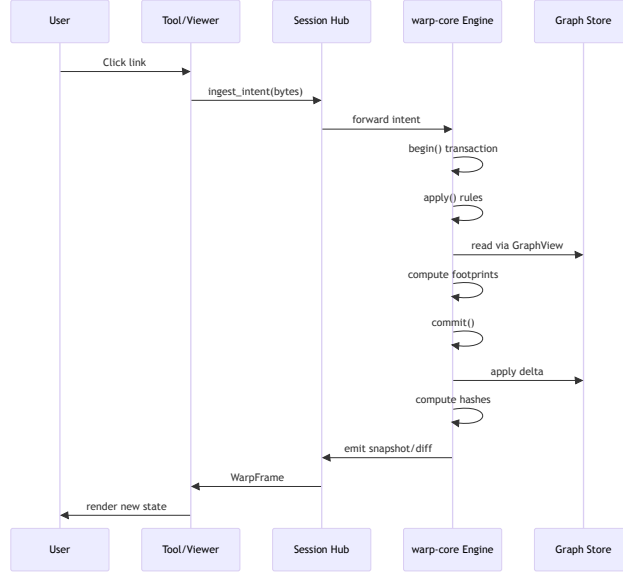 User
Tool/Viewer
Session Hub
warp-core Engine
Graph Store
Click link
ingest_intent(bytes)
forward intent
begin() transaction
apply() rules
read via GraphView
compute footprints
commit()
apply delta
compute hashes
emit snapshot/diff
WarpFrame
render new state
User
Tool/Viewer
Session Hub
warp-core Engine
Graph Store